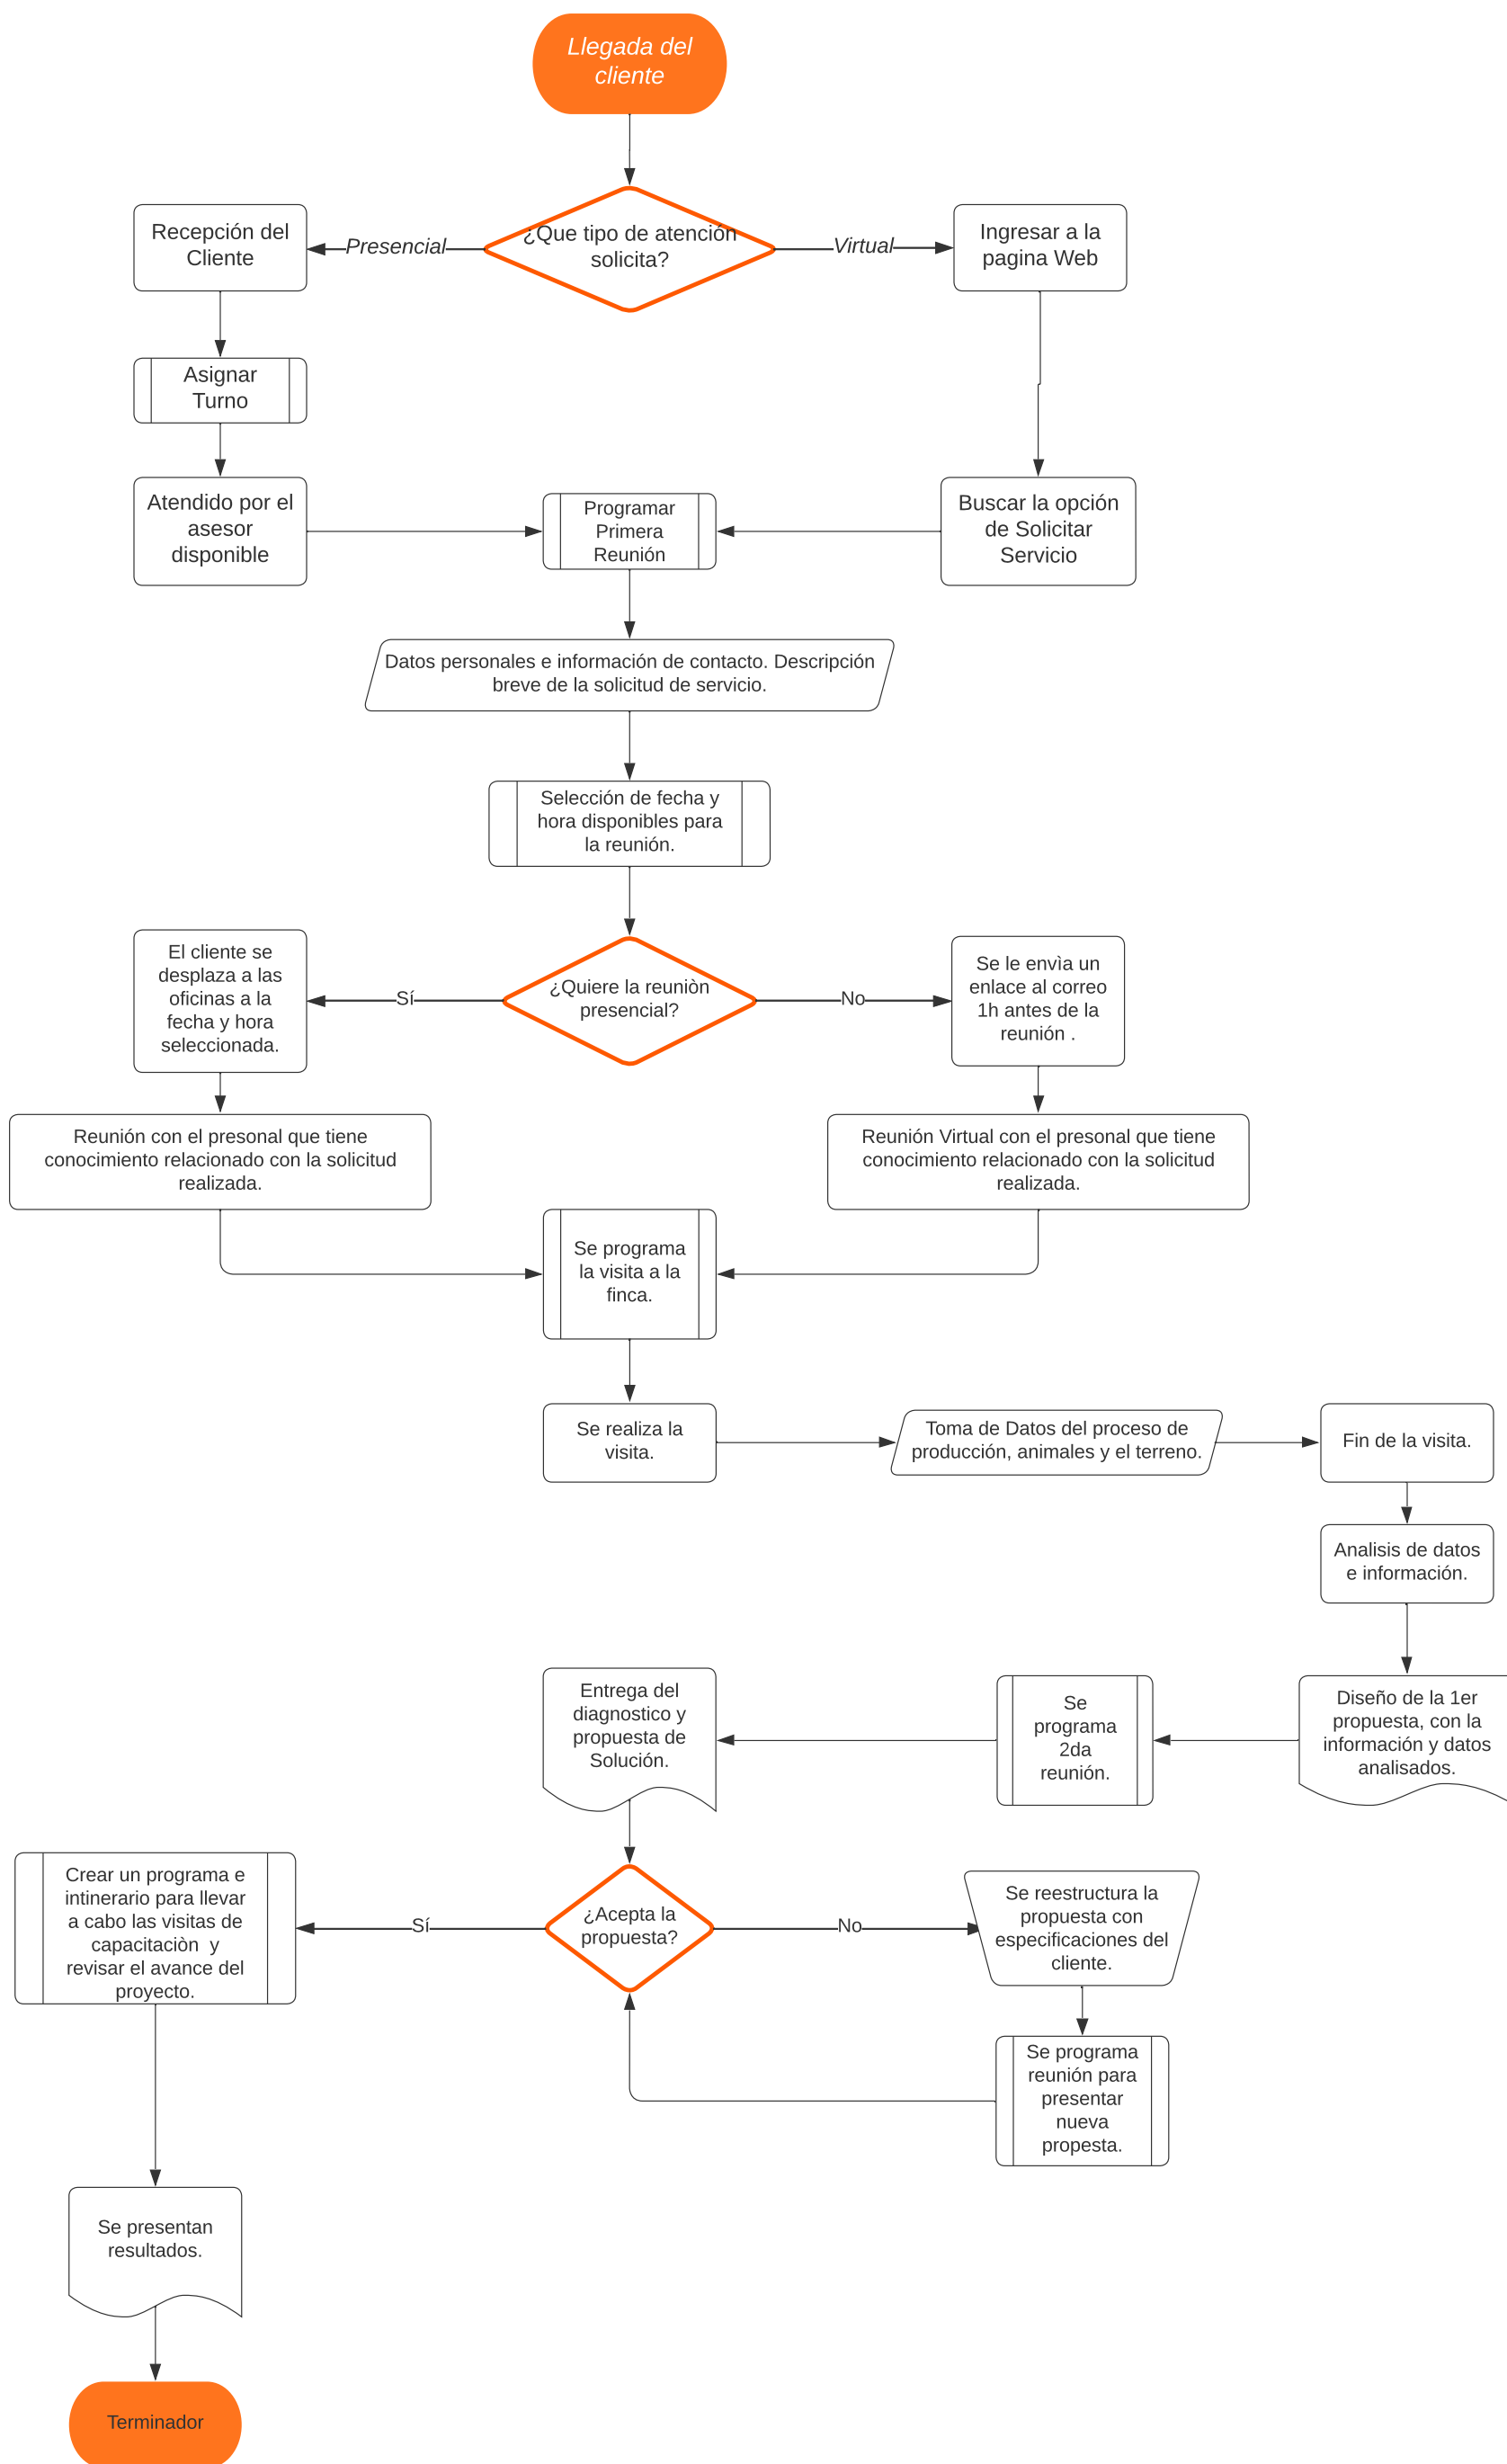 Llegada del
cliente
¿Que tipo de atención
solicita?
Presencial
Virtual
Recepción del
Cliente
Ingresar a la
pagina Web
Asignar
Turno
Atendido por el
asesor
disponible
Programar
Primera
Reunión
Buscar la opción
de Solicitar
Servicio
Datos personales e información de contacto. Descripción
breve de la solicitud de servicio.
Selección de fecha y
hora disponibles para
la reunión.
El cliente se
desplaza a las
oficinas a la
fecha y hora
seleccionada.
Sí
¿Quiere la reuniòn
presencial?
No
Se le envìa un
enlace al correo
1h antes de la
reunión .
Reunión con el presonal que tiene
conocimiento relacionado con la solicitud
realizada.
Reunión Virtual con el presonal que tiene
conocimiento relacionado con la solicitud
realizada.
Se programa
la visita a la
finca.
Se realiza la
visita.
Toma de Datos del proceso de
producción, animales y el terreno.
Fin de la visita.
Analisis de datos
e información.
Entrega del
diagnostico y
propuesta de
Solución.
Se
programa
2da
reunión.
Diseño de la 1er
propuesta, con la
información y datos
analisados.
Crear un programa e
intinerario para llevar
a cabo las visitas de
capacitaciòn y
revisar el avance del
proyecto.
Sí
¿Acepta la
propuesta?
No
Se reestructura la
propuesta con
especificaciones del
cliente.
Se programa
reunión para
presentar
nueva
propesta.
Se presentan
resultados.
Terminador